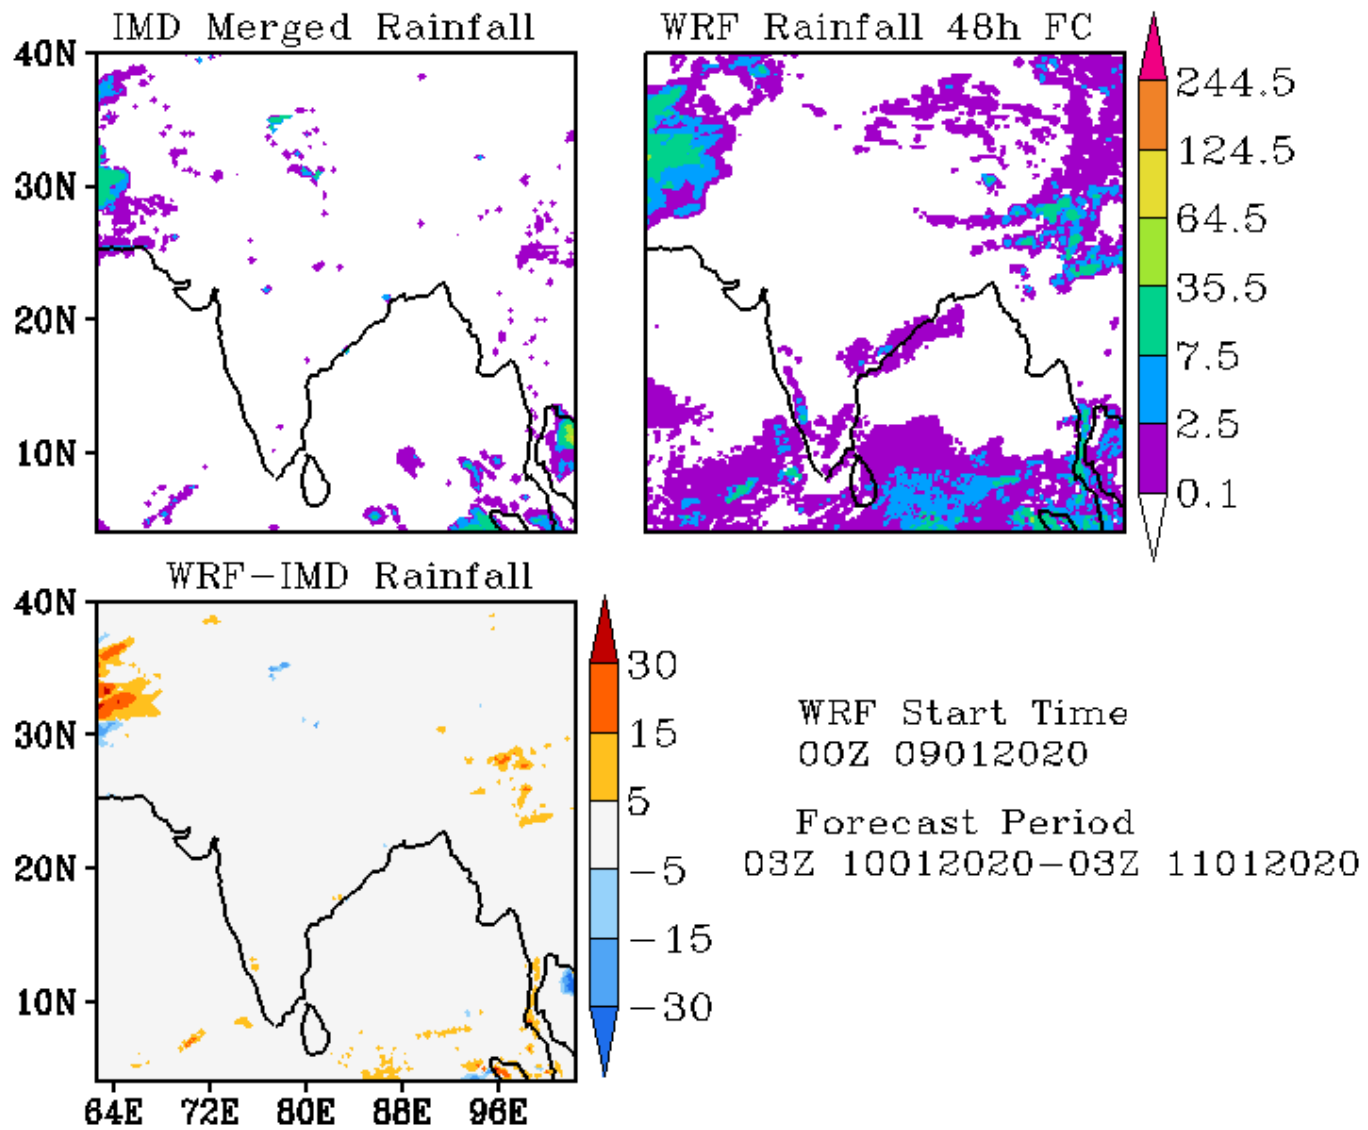 IMD Merged Rainfall
WRF Rainfall 48h FC
40N
30N
20N
10N
244.5
124.5
64.5
35.5
7.5
2.5
0.1
WRF-IMD Rainfall
40N
30N
20N
10N
64E 72E 80E 88E 96E
30
15
5
-5
-15
-30
WRF Start Time
00Z 09012020
Forecast Period
03Z 10012020-03Z 11012020